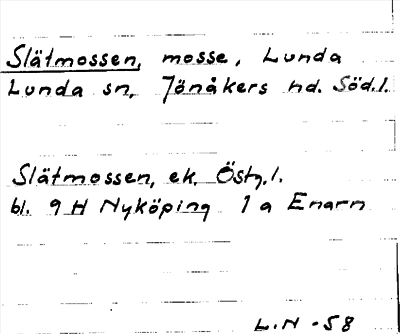 Slätmossen, mosse, Lunda
Lunda sn, Jönåkers hd. Söd.l.
Slätmossen, ek. Östg.l.
bl. 9 H Nyköping 1 a Enarn
L.N -58